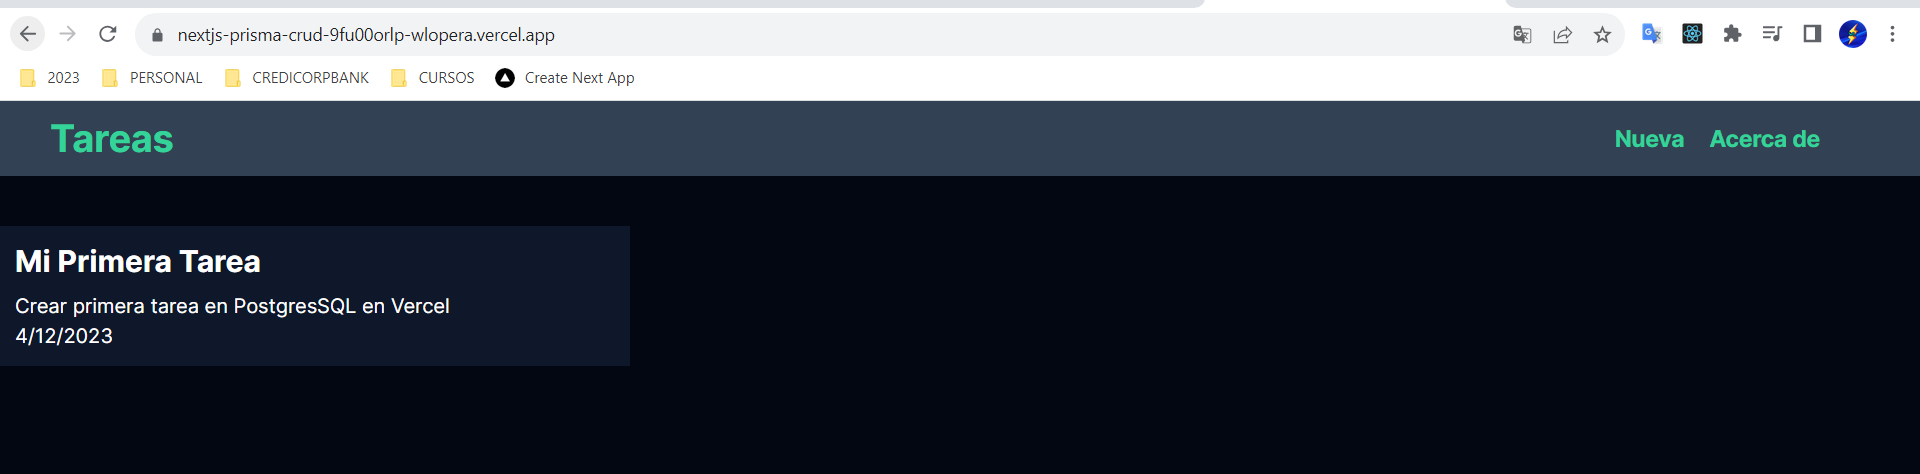 nextjs-prisma-crud-9fu00orlp-wlopera.vercel.app
2023 PERSONAL CREDICORPBANK CURSOS Create Next App
Tareas Nueva Acerca de
Mi Primera Tarea
Crear primera tarea en PostgresSQL en Vercel
4/12/2023